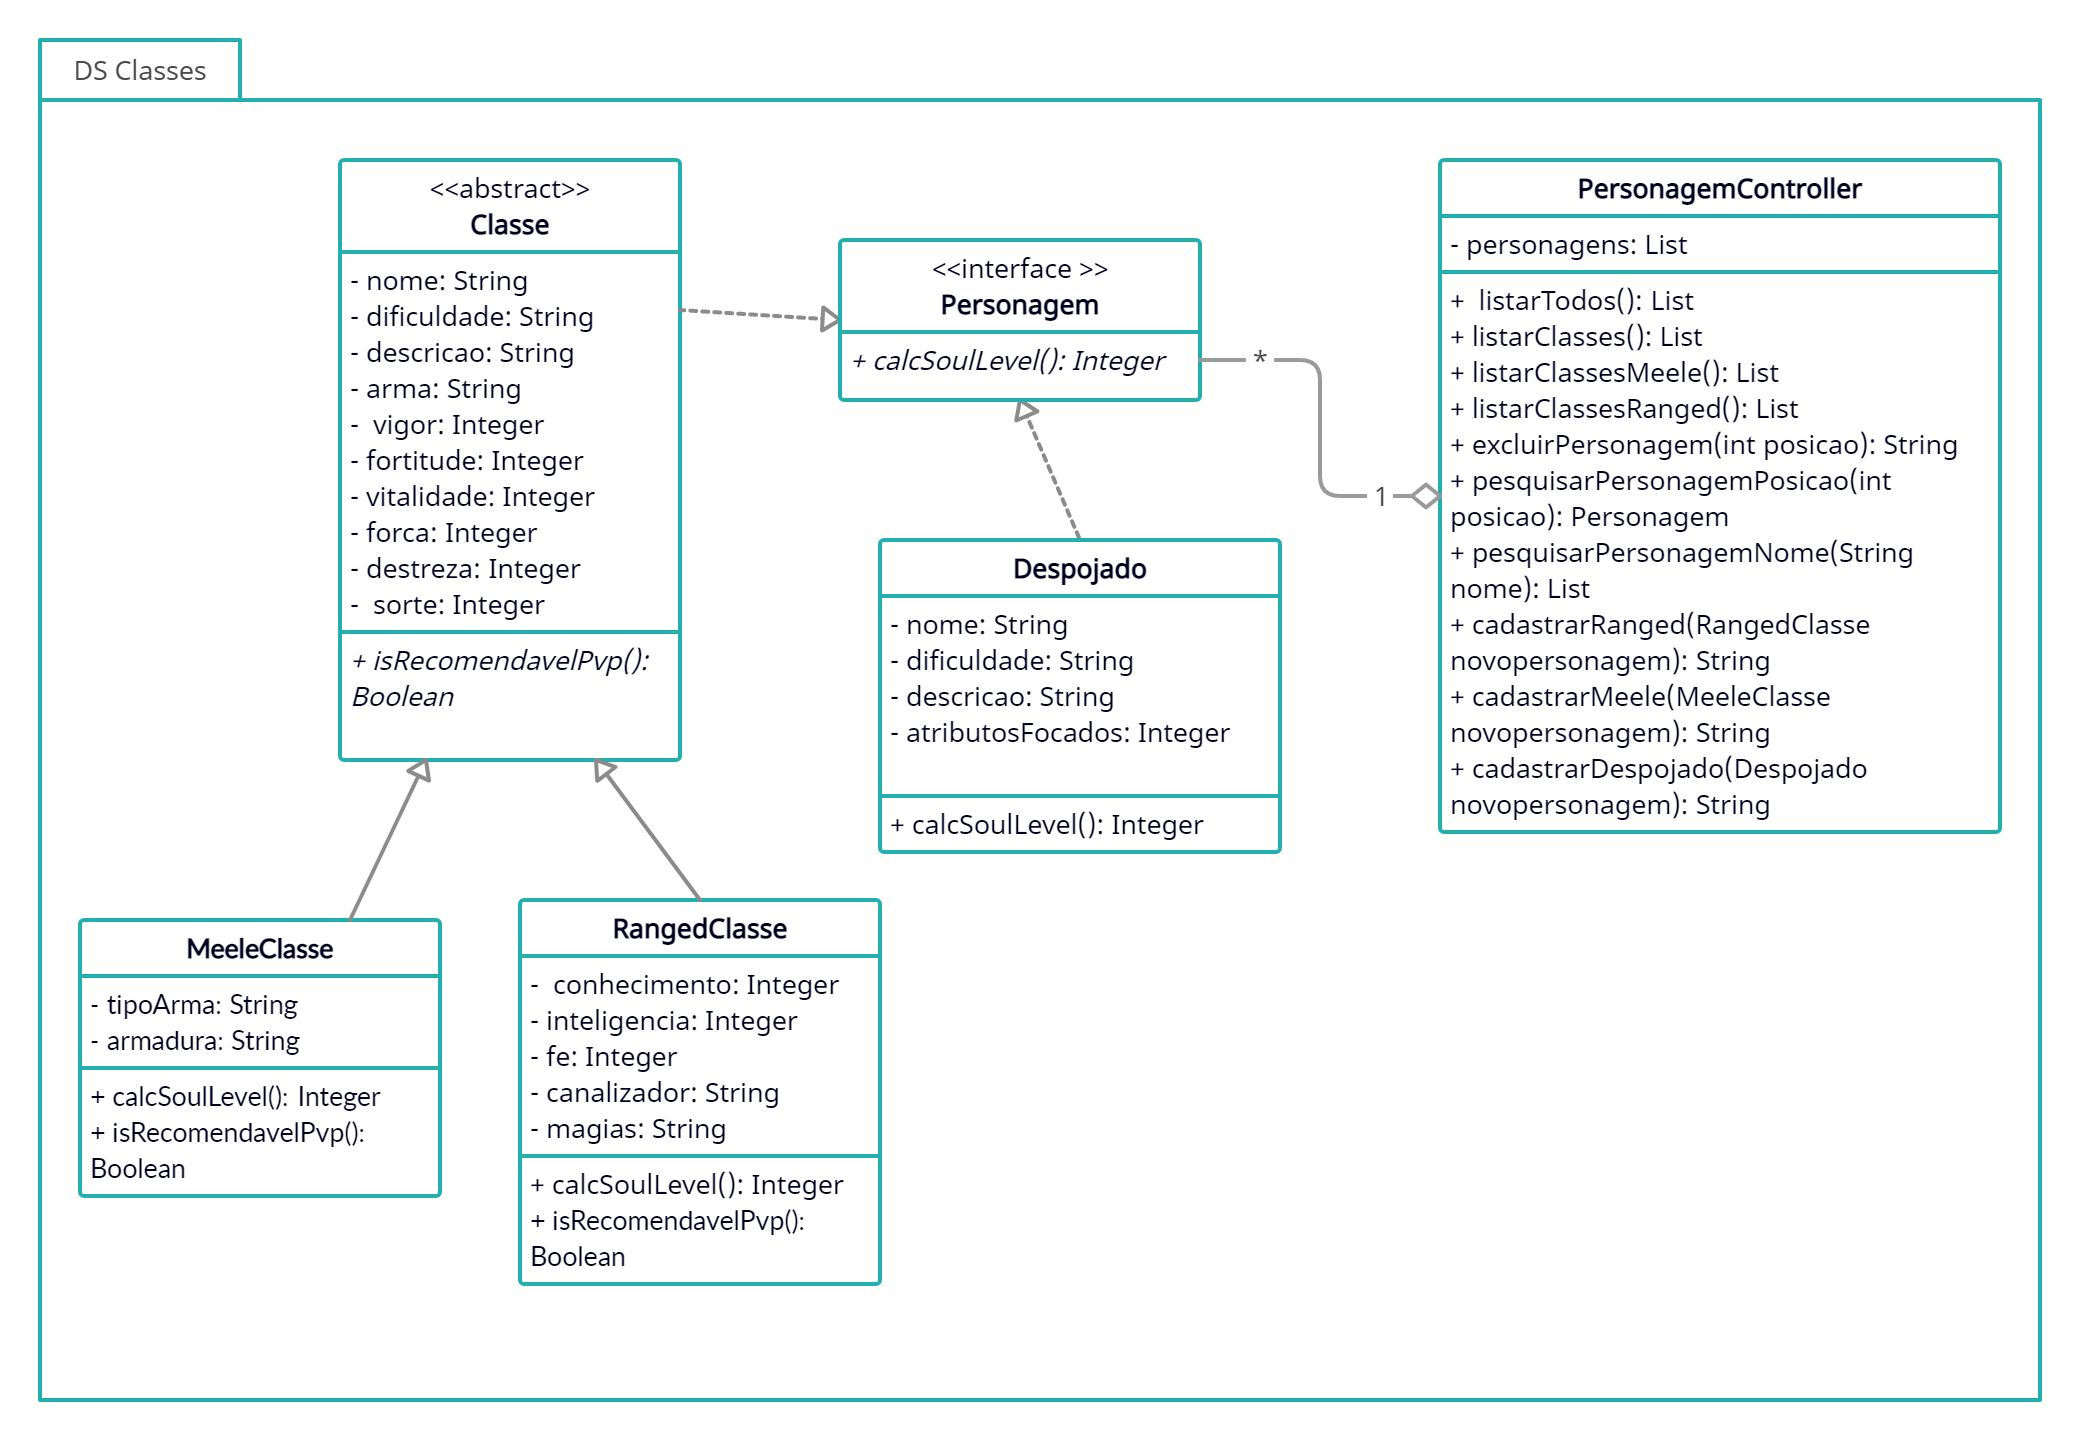 DS Classes
<<abstract>>
Classe
- nome: String
- dificuldade: String
- descricao: String
- arma: String
- vigor: Integer
- fortitude: Integer
- vitalidade: Integer
- forca: Integer
- destreza: Integer
- sorte: Integer
+ isRecomendavelPvp():
Boolean
<<interface >>
Personagem
+ calcSoulLevel(): Integer
*
1
PersonagemController
- personagens: List
+ listarTodos(): List
+ listarClasses(): List
+ listarClassesMeele(): List
+ listarClassesRanged(): List
+ excluirPersonagem(int posicao): String
+ pesquisarPersonagemPosicao(int
posicao): Personagem
+ pesquisarPersonagemNome(String
nome): List
+ cadastrarRanged(RangedClasse
novopersonagem): String
+ cadastrarMeele(MeeleClasse
novopersonagem): String
+ cadastrarDespojado(Despojado
novopersonagem): String
Despojado
- nome: String
- dificuldade: String
- descricao: String
- atributosFocados: Integer
+ calcSoulLevel(): Integer
MeeleClasse
- tipoArma: String
- armadura: String
+ calcSoulLevel(): Integer
+ isRecomendavelPvp():
Boolean
RangedClasse
- conhecimento: Integer
- inteligencia: Integer
- fe: Integer
- canalizador: String
- magias: String
+ calcSoulLevel(): Integer
+ isRecomendavelPvp():
Boolean